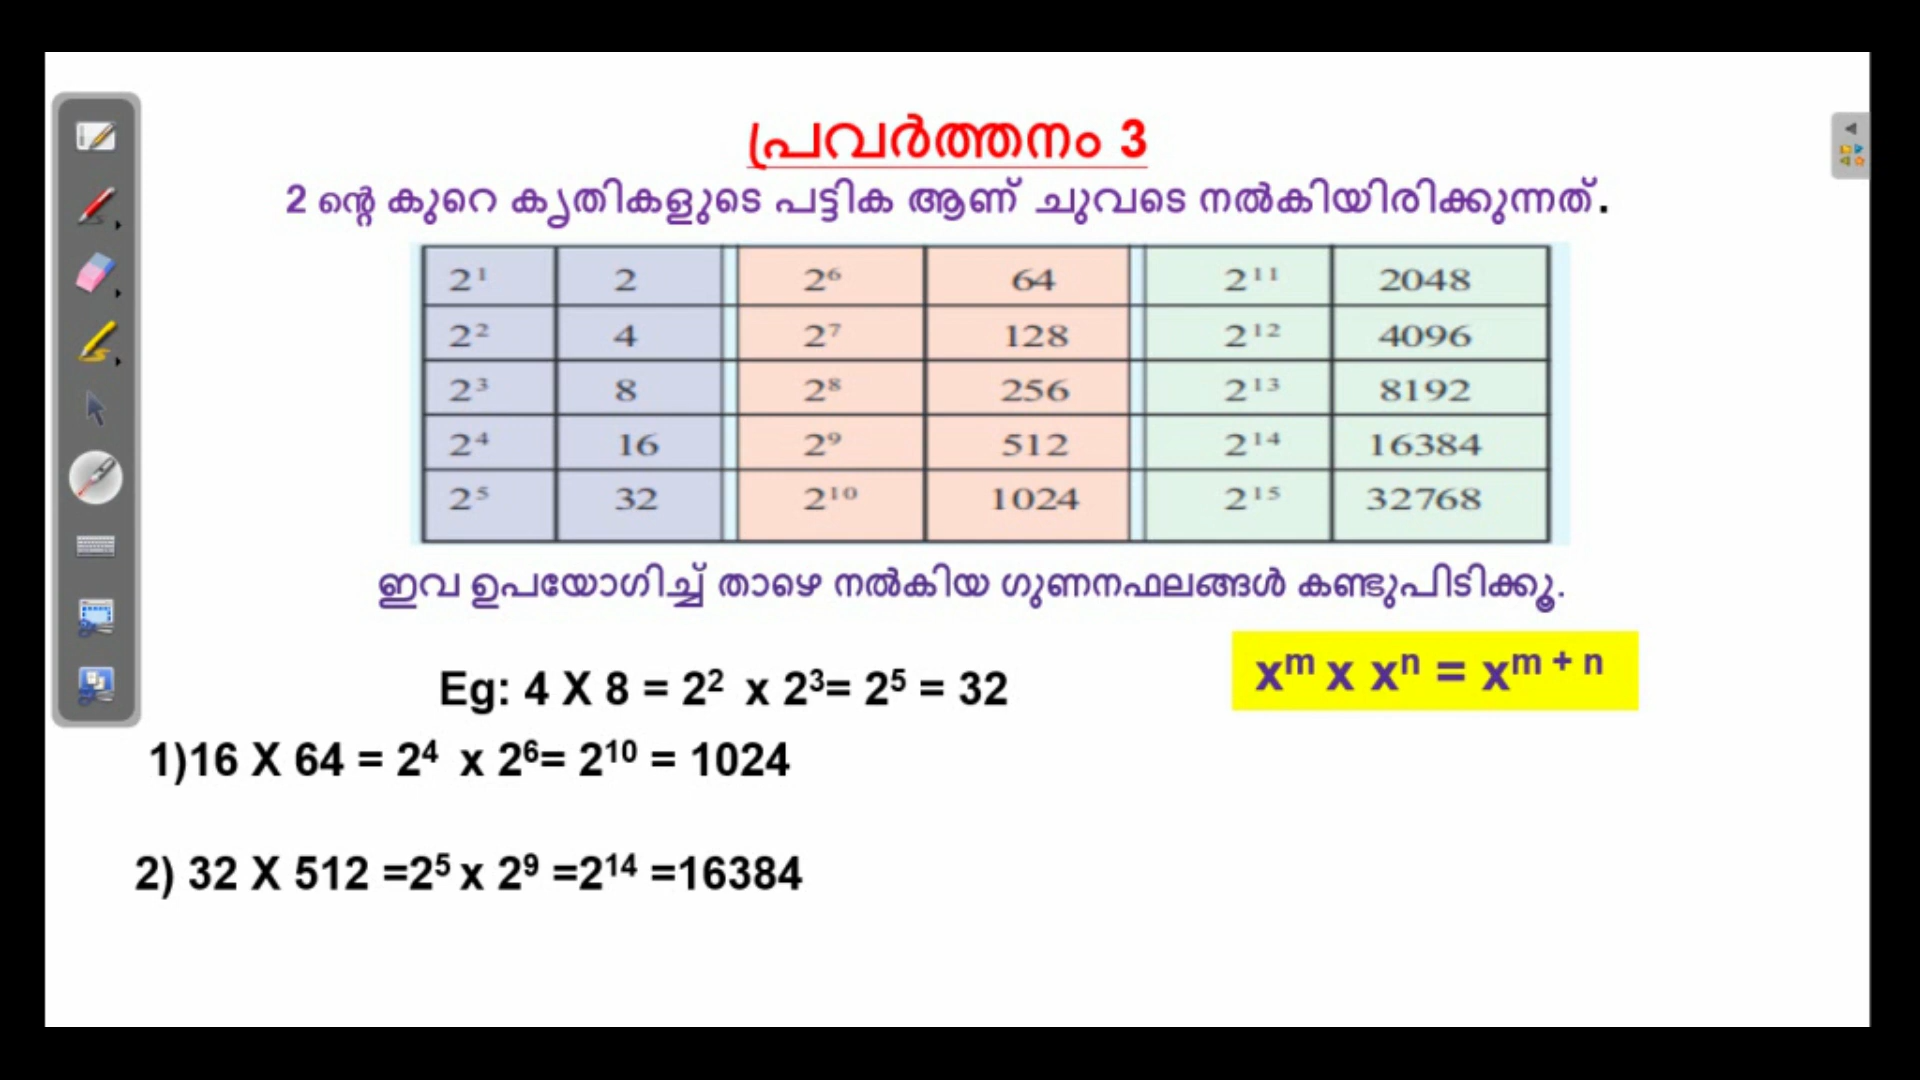 പ്രവർത്തനം 3
2 ന്റെ കുറെ കൃതികളുടെ പട്ടിക ആണ് ചുവടെ നൽകിയിരിക്കുന്നത്.
2¹ 2 2⁶ 64 2¹¹ 2048
2² 4 2⁷ 128 2¹² 4096
2³ 8 2⁸ 256 2¹³ 8192
2⁴ 16 2⁹ 512 2¹⁴ 16384
2⁵ 32 2¹⁰ 1024 2¹⁵ 32768
ഇവ ഉപയോഗിച്ച് താഴെ നൽകിയ ഗുണനഫലങ്ങൾ കണ്ടുപിടിക്കൂ.
Eg: 4 X 8 = 2² x 2³= 2⁵ = 32
xᵐ x xⁿ = xᵐ⁺ⁿ
1)16 X 64 = 2⁴ x 2⁶= 2¹⁰ = 1024
2) 32 X 512 =2⁵ x 2⁹ =2¹⁴ =16384